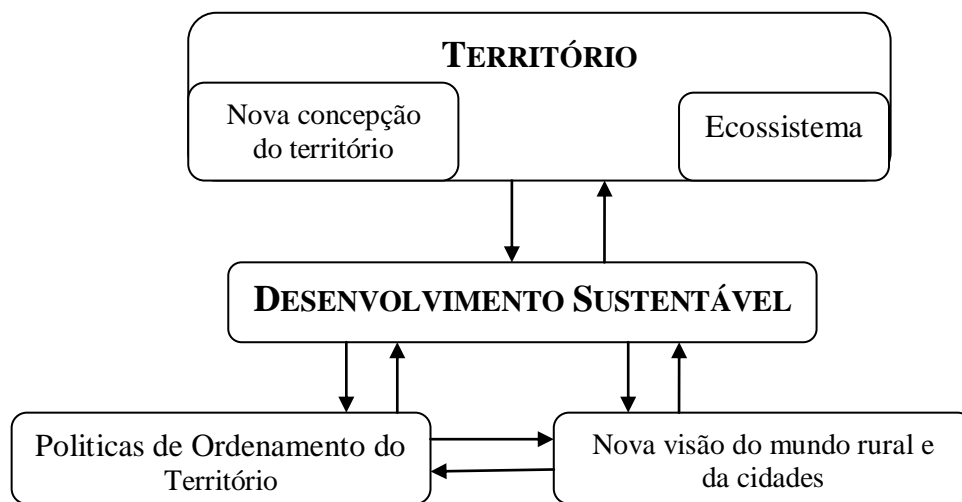 TERRITÓRIO
Nova concepção
do território
Ecossistema
DESENVOLVIMENTO SUSTENTÁVEL
Politicas de Ordenamento do
Território
Nova visão do mundo rural e
da cidades